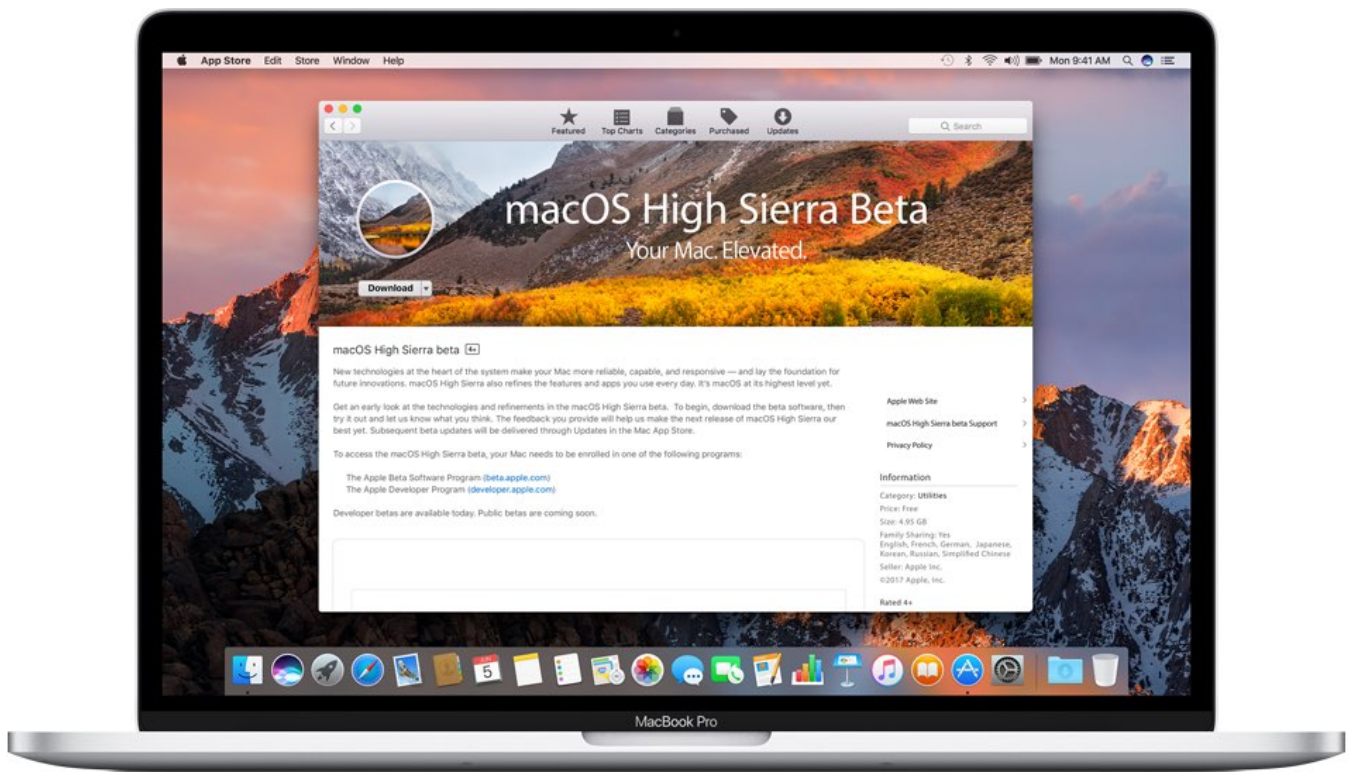 App Store Edit Store Window Help
Mon 9:41 AM
Featured Top Charts Categories Purchased Updates
Search
macOS High Sierra Beta
Your Mac. Elevated.
Download
macOS High Sierra beta 4+
New technologies at the heart of the system make your Mac more reliable, capable, and responsive — and lay the foundation for
future innovations. macOS High Sierra also refines the features and apps you use every day. It's macOS at its highest level yet.
Get an early look at the technologies and refinements in the macOS High Sierra beta. To begin, download the beta software, then
try it out and let us know what you think. The feedback you provide will help us make the next release of macOS High Sierra our
best yet. Subsequent beta updates will be delivered through Updates in the Mac App Store.
To access the macOS High Sierra beta, your Mac needs to be enrolled in one of the following programs:
The Apple Beta Software Program (beta.apple.com)
The Apple Developer Program (developer.apple.com)
Developer betas are available today. Public betas are coming soon.
Apple Web Site
macOS High Sierra beta Support
Privacy Policy
Information
Category: Utilities
Price: Free
Size: 4.95 GB
Family Sharing: Yes
English, French, German, Japanese,
Korean, Russian, Simplified Chinese
Seller: Apple Inc.
©2017 Apple, Inc.
Rated 4+
JUN
5
MacBook Pro